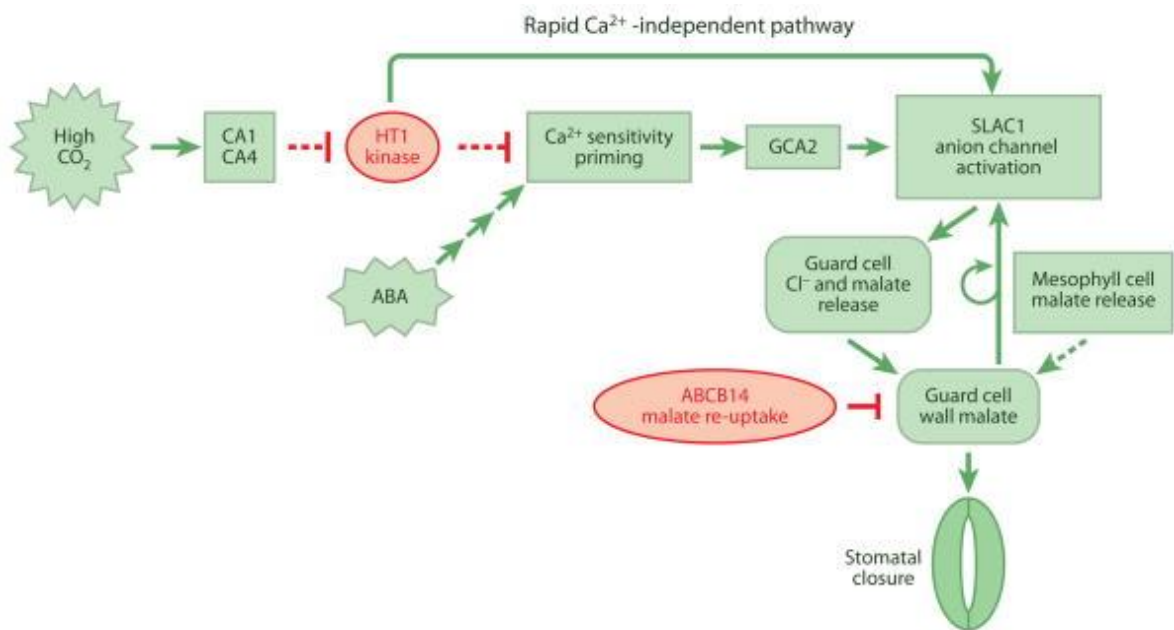 Rapid Ca²⁺ -independent pathway
High
CO₂
CA1
CA4
HT1
kinase
Ca²⁺ sensitivity
priming
GCA2
SLAC1
anion channel
activation
ABA
Guard cell
Cl⁻ and malate
release
Mesophyll cell
malate release
ABCB14
malate re-uptake
Guard cell
wall malate
Stomatal
closure